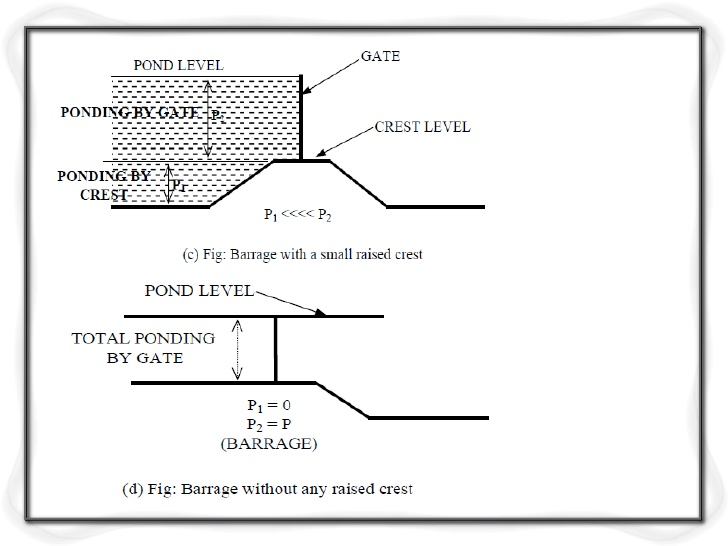 GATE
POND LEVEL
PONDING BY GATE P2
CREST LEVEL
PONDING BY
CREST
P1
P1 <<<< P2
(c) Fig: Barrage with a small raised crest
POND LEVEL
TOTAL PONDING
BY GATE
P1 = 0
P2 = P
(BARRAGE)
(d) Fig: Barrage without any raised crest